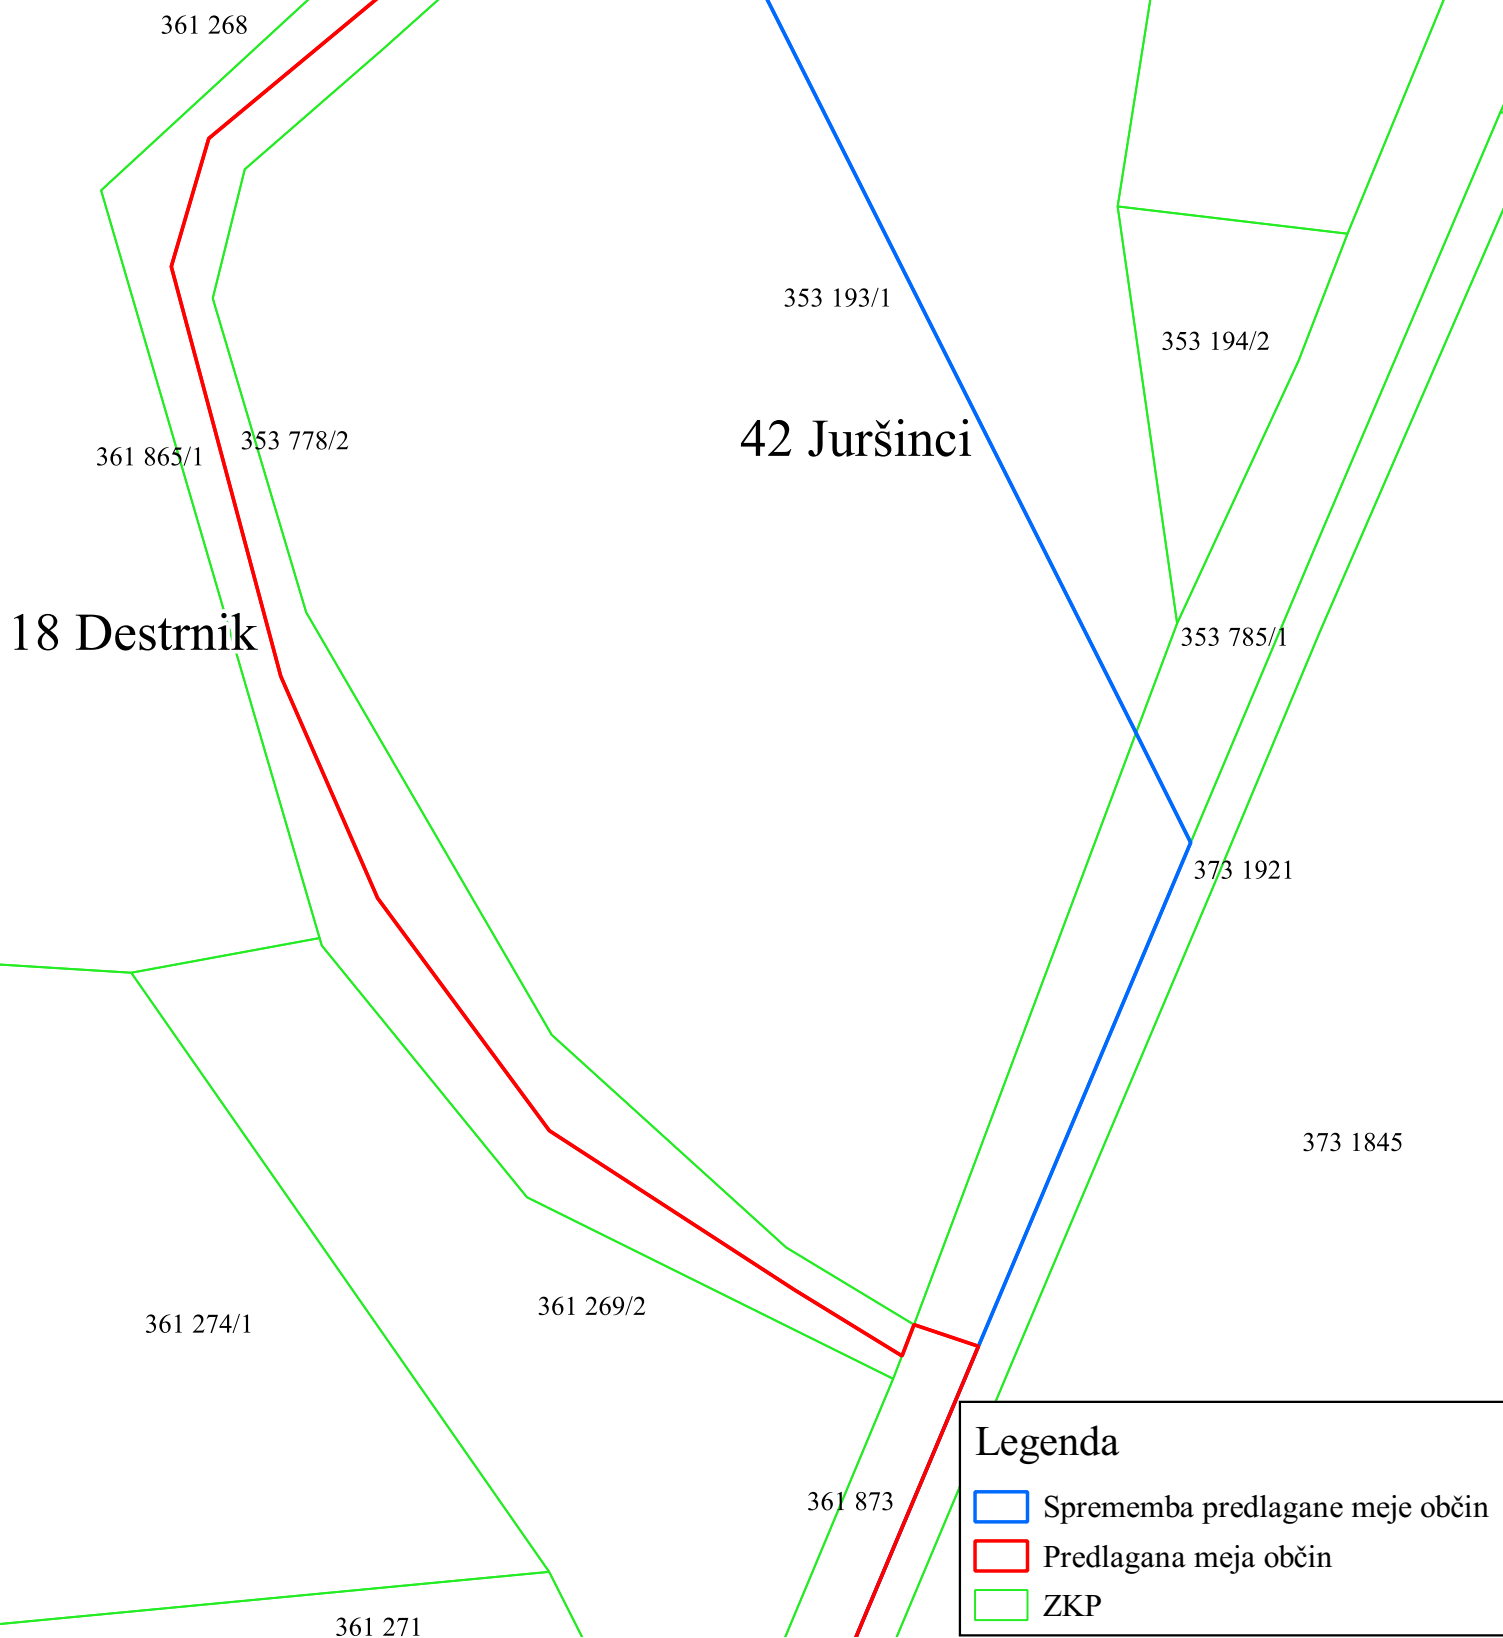 361 268
353 193/1
353 194/2
42 Juršinci
353 778/2
361 865/1
18 Destrnik
353 785/1
373 1921
373 1845
361 269/2
361 274/1
361 873
361 271
Legenda
Sprememba predlagane meje občin
Predlagana meja občin
ZKP